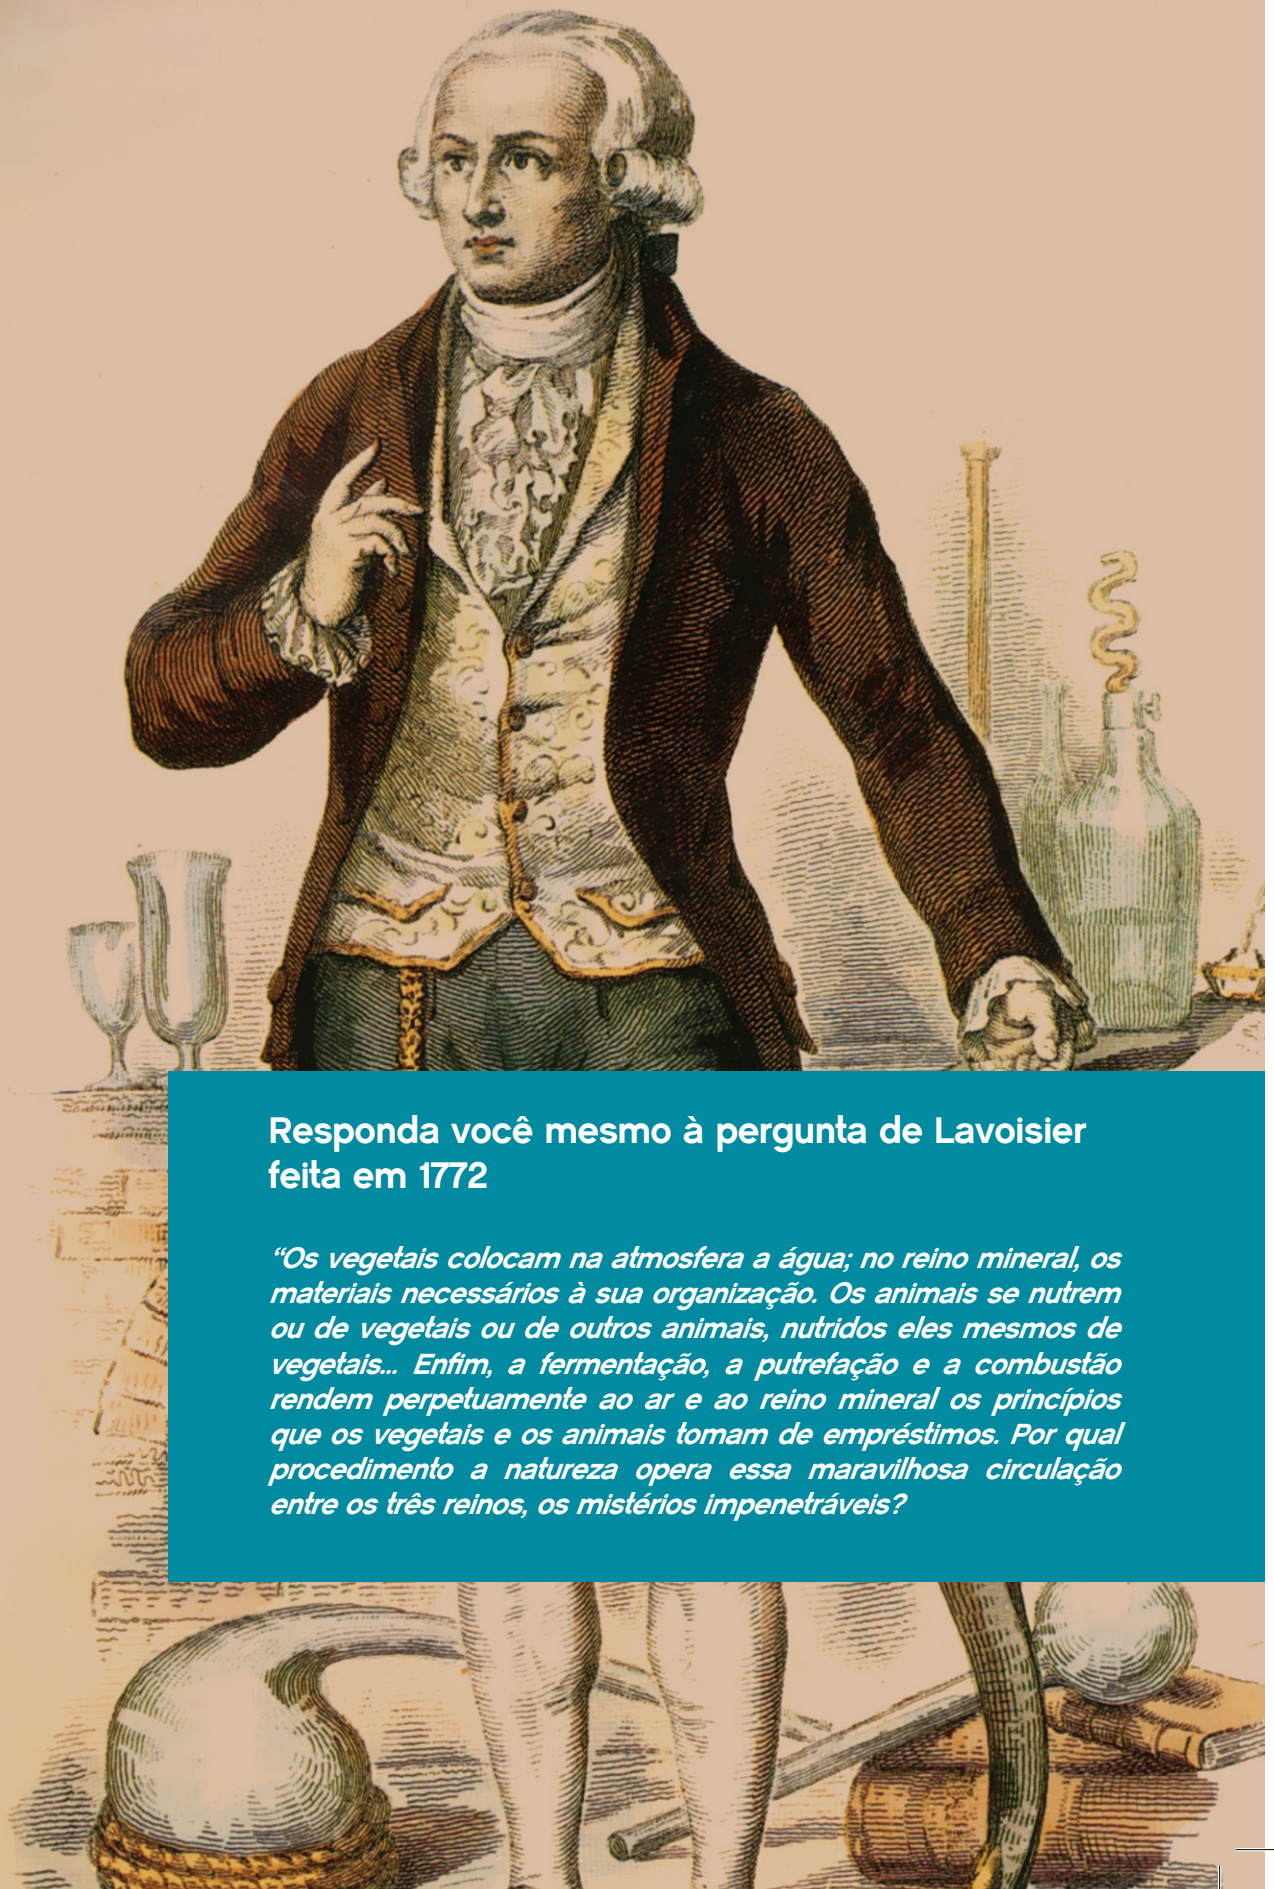 Responda você mesmo à pergunta de Lavoisier
feita em 1772
“Os vegetais colocam na atmosfera a água; no reino mineral, os
materiais necessários à sua organização. Os animais se nutrem
ou de vegetais ou de outros animais, nutridos eles mesmos de
vegetais... Enfim, a fermentação, a putrefação e a combustão
rendem perpetuamente ao ar e ao reino mineral os princípios
que os vegetais e os animais tomam de empréstimos. Por qual
procedimento a natureza opera essa maravilhosa circulação
entre os três reinos, os mistérios impenetráveis?